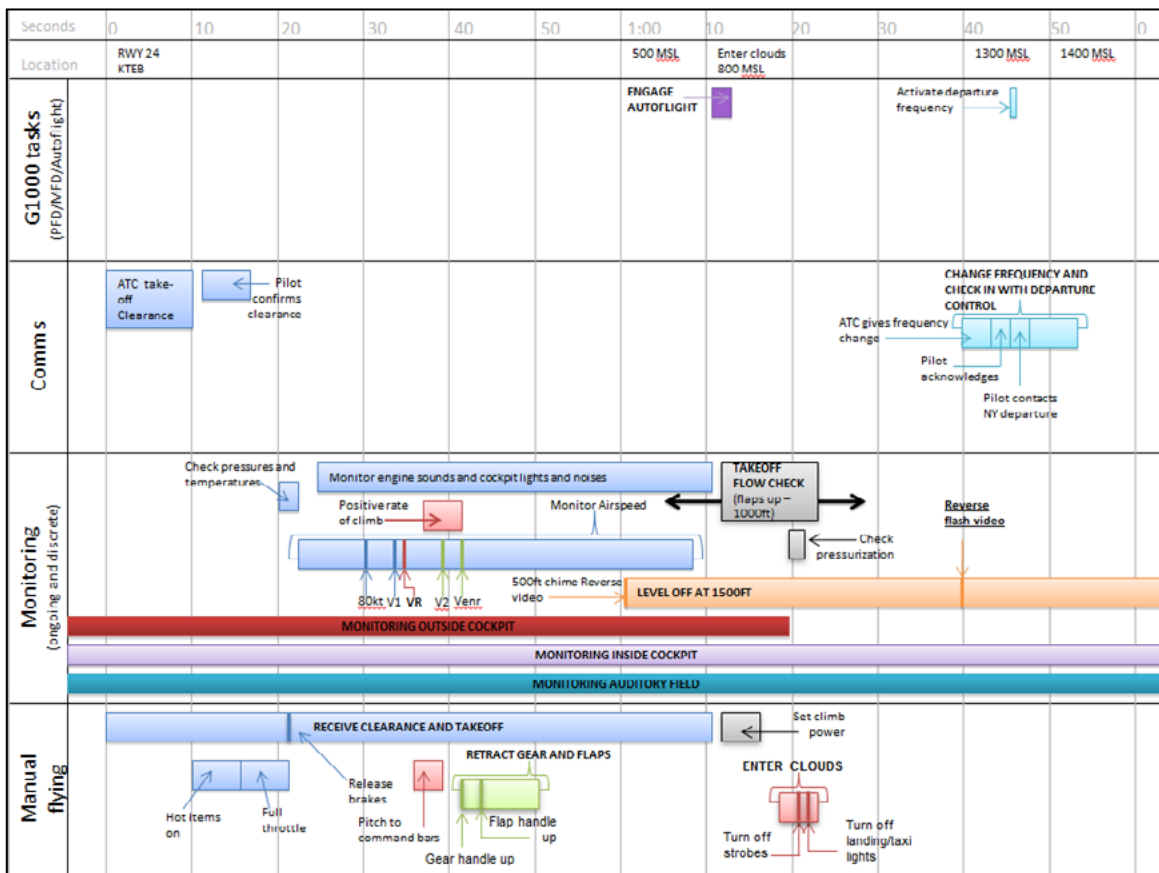 Seconds 0 10 20 30 40 50 1:00 10 20 30 40 50 0
Location
RWY 24
KTEB
500 MSL
Enter clouds
800 MSL
1300 MSL
1400 MSL
G1000 tasks
(PFD/MFD/Autoflight)
ENGAGE
AUTOFLIGHT
Activate departure
frequency
Comms
ATC take-
off
Clearance
Pilot
confirms
clearance
CHANGE FREQUENCY AND
CHECK IN WITH DEPARTURE
CONTROL
ATC gives frequency
change
Pilot
acknowledges
Pilot contacts
NY departure
Monitoring
(ongoing and discrete)
Check pressures and
temperatures
Monitor engine sounds and cockpit lights and noises
TAKEOFF
FLOW CHECK
(flaps up –
1000ft)
Positive rate
of climb
Monitor Airspeed
Reverse
flash video
Check
pressurization
500ft chime Reverse
video
LEVEL OFF AT 1500FT
80kt V1 VR V2 Venr
MONITORING OUTSIDE COCKPIT
MONITORING INSIDE COCKPIT
MONITORING AUDITORY FIELD
Manual
flying
RECEIVE CLEARANCE AND TAKEOFF
Set climb
power
RETRACT GEAR AND FLAPS
ENTER CLOUDS
Hot items
on
Full
throttle
Release
brakes
Pitch to
command bars
Flap handle
up
Gear handle up
Turn off
strobes
Turn off
landing/taxi
lights